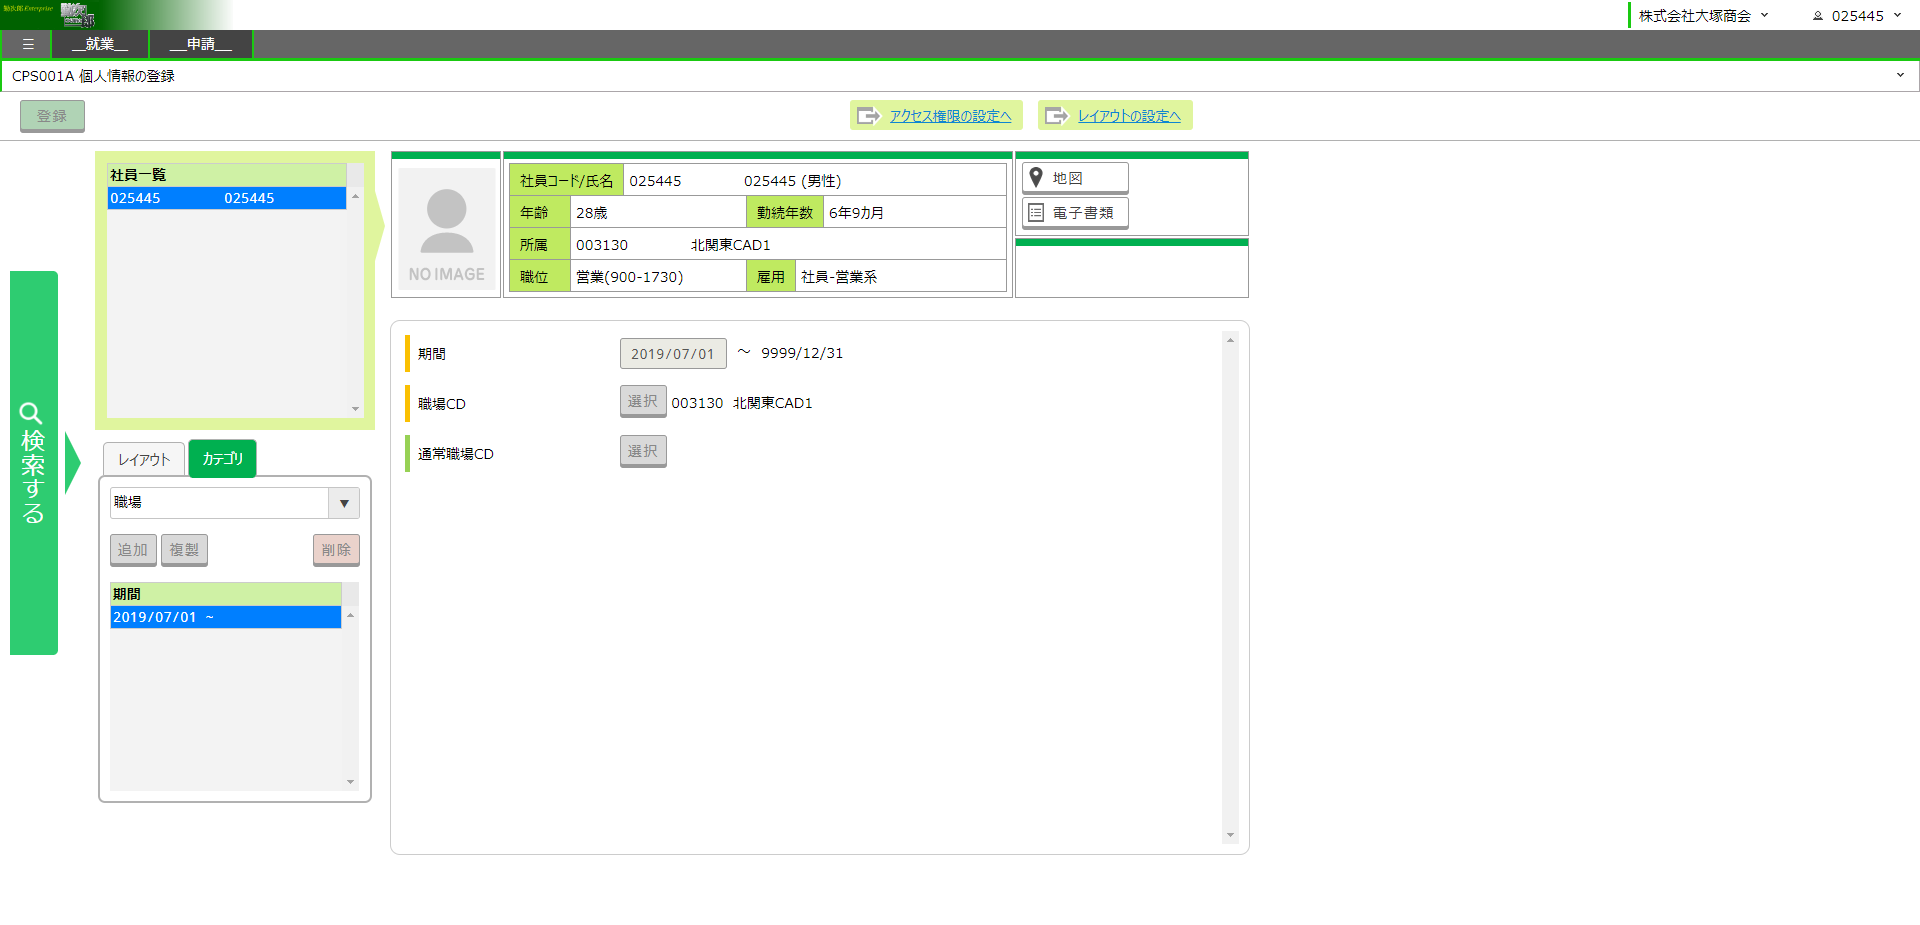 勤次郎 Enterprise
株式会社大塚商会
025445
__就業__
__申請__
CPS001A 個人情報の登録
登録
アクセス権限の設定へ
レイアウトの設定へ
社員一覧
025445 025445
NO IMAGE
社員コード/氏名 025445 025445 (男性)
年齢 28歳 勤続年数 6年9カ月
所属 003130 北関東CAD1
職位 営業(900-1730) 雇用 社員-営業系
地図
電子書類
検索する
レイアウト
カテゴリ
職場
▼
追加
複製
削除
期間
2019/07/01 ~
期間 2019/07/01 ～ 9999/12/31
職場CD 選択 003130 北関東CAD1
通常職場CD 選択